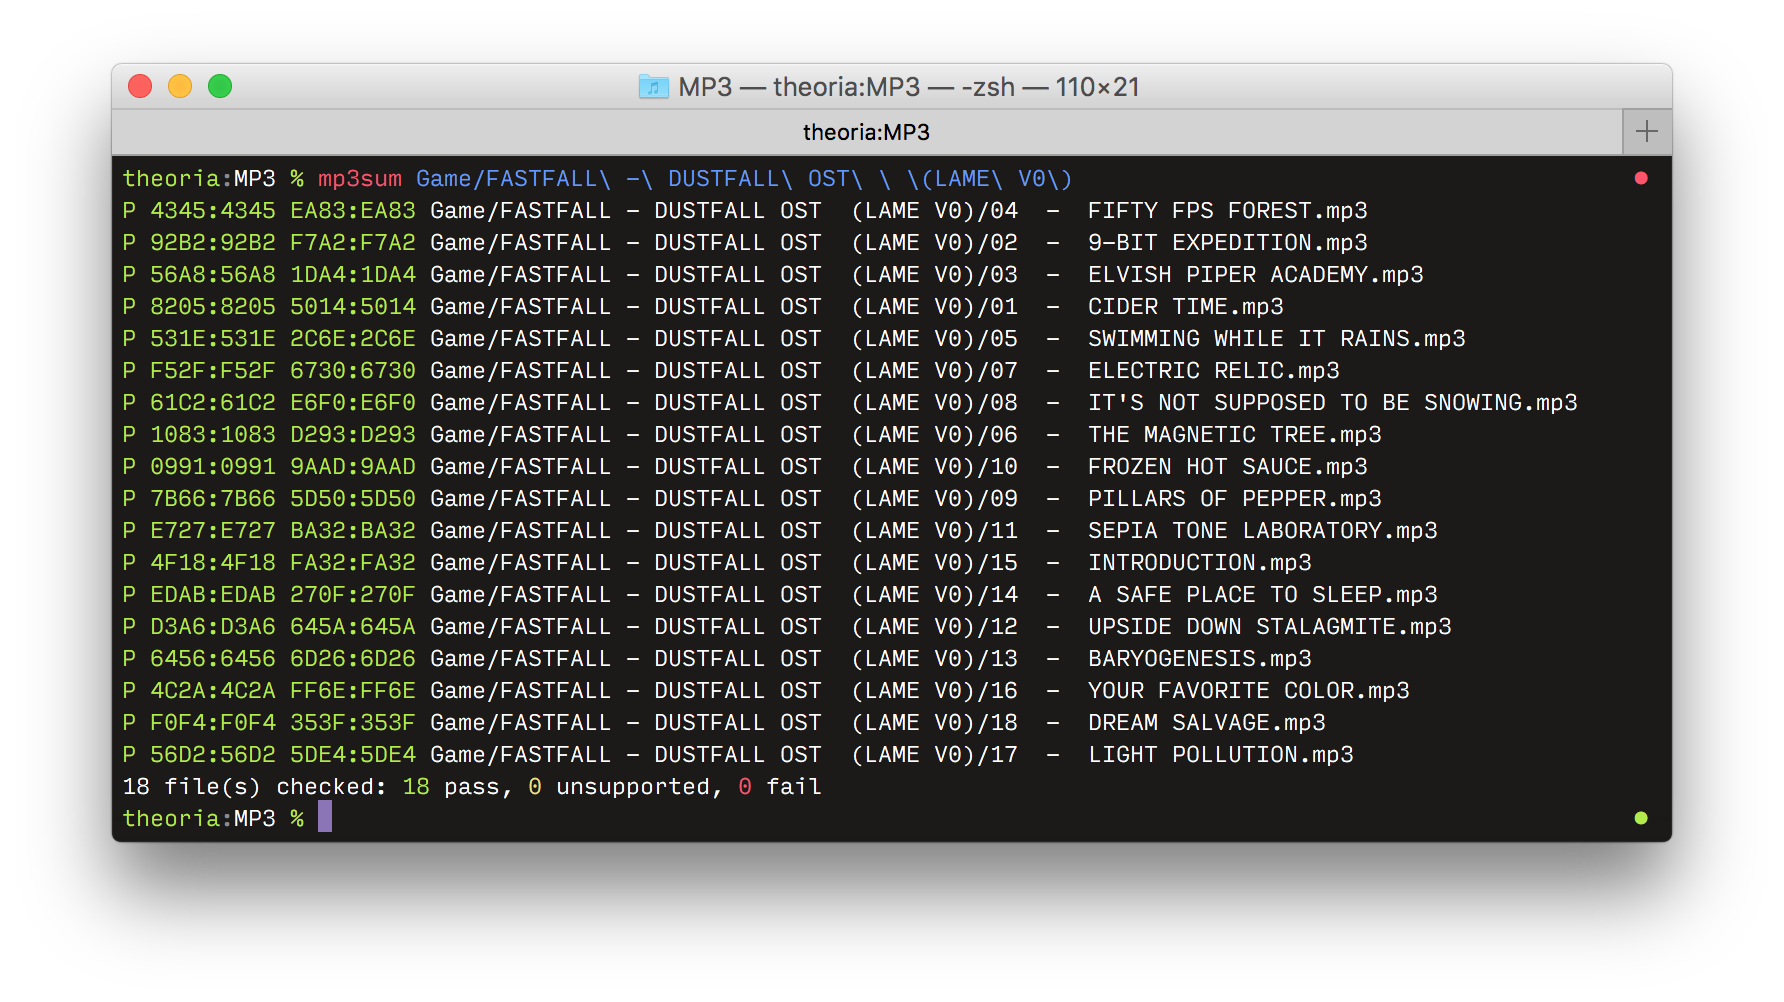 MP3 — theoria:MP3 — -zsh — 110×21
theoria:MP3
theoria:MP3 % mp3sum Game/FASTFALL\ -\ DUSTFALL\ OST\ \ \(LAME\ V0\)
P 4345:4345 EA83:EA83 Game/FASTFALL - DUSTFALL OST  (LAME V0)/04  -  FIFTY FPS FOREST.mp3
P 92B2:92B2 F7A2:F7A2 Game/FASTFALL - DUSTFALL OST  (LAME V0)/02  -  9-BIT EXPEDITION.mp3
P 56A8:56A8 1DA4:1DA4 Game/FASTFALL - DUSTFALL OST  (LAME V0)/03  -  ELVISH PIPER ACADEMY.mp3
P 8205:8205 5014:5014 Game/FASTFALL - DUSTFALL OST  (LAME V0)/01  -  CIDER TIME.mp3
P 531E:531E 2C6E:2C6E Game/FASTFALL - DUSTFALL OST  (LAME V0)/05  -  SWIMMING WHILE IT RAINS.mp3
P F52F:F52F 6730:6730 Game/FASTFALL - DUSTFALL OST  (LAME V0)/07  -  ELECTRIC RELIC.mp3
P 61C2:61C2 E6F0:E6F0 Game/FASTFALL - DUSTFALL OST  (LAME V0)/08  -  IT'S NOT SUPPOSED TO BE SNOWING.mp3
P 1083:1083 D293:D293 Game/FASTFALL - DUSTFALL OST  (LAME V0)/06  -  THE MAGNETIC TREE.mp3
P 0991:0991 9AAD:9AAD Game/FASTFALL - DUSTFALL OST  (LAME V0)/10  -  FROZEN HOT SAUCE.mp3
P 7B66:7B66 5D50:5D50 Game/FASTFALL - DUSTFALL OST  (LAME V0)/09  -  PILLARS OF PEPPER.mp3
P E727:E727 BA32:BA32 Game/FASTFALL - DUSTFALL OST  (LAME V0)/11  -  SEPIA TONE LABORATORY.mp3
P 4F18:4F18 FA32:FA32 Game/FASTFALL - DUSTFALL OST  (LAME V0)/15  -  INTRODUCTION.mp3
P EDAB:EDAB 270F:270F Game/FASTFALL - DUSTFALL OST  (LAME V0)/14  -  A SAFE PLACE TO SLEEP.mp3
P D3A6:D3A6 645A:645A Game/FASTFALL - DUSTFALL OST  (LAME V0)/12  -  UPSIDE DOWN STALAGMITE.mp3
P 6456:6456 6D26:6D26 Game/FASTFALL - DUSTFALL OST  (LAME V0)/13  -  BARYOGENESIS.mp3
P 4C2A:4C2A FF6E:FF6E Game/FASTFALL - DUSTFALL OST  (LAME V0)/16  -  YOUR FAVORITE COLOR.mp3
P F0F4:F0F4 353F:353F Game/FASTFALL - DUSTFALL OST  (LAME V0)/18  -  DREAM SALVAGE.mp3
P 56D2:56D2 5DE4:5DE4 Game/FASTFALL - DUSTFALL OST  (LAME V0)/17  -  LIGHT POLLUTION.mp3
18 file(s) checked: 18 pass, 0 unsupported, 0 fail
theoria:MP3 %